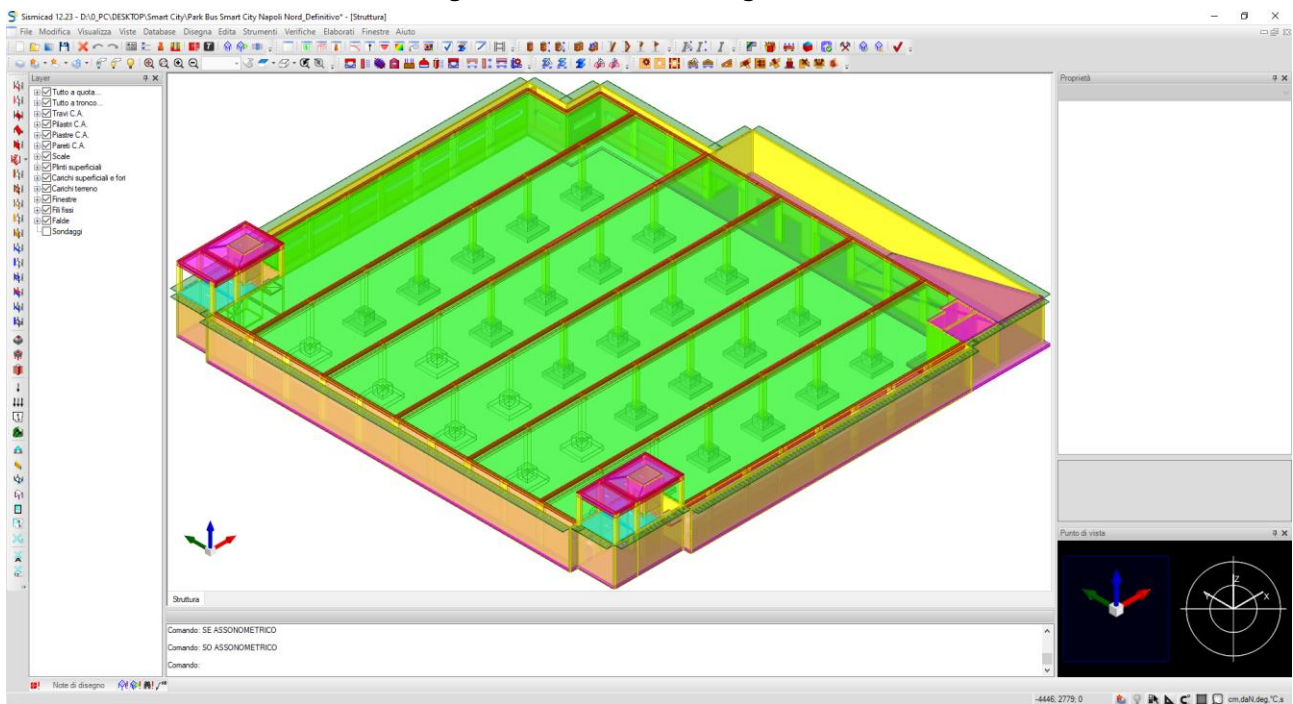 Sismicad 12.23 - D:\0_PC\DESKTOP\Smart City\Park Bus Smart City Napoli Nord_Definitivo* - [Struttura]
File Modifica Visualizza Viste Database Disegna Edita Strumenti Verifiche Elaborati Finestre Aiuto
Layer
Proprietà
Tutto a quota...
Tutto a tronco...
Travi C.A.
Pilastri C.A.
Piastre C.A.
Pareti C.A.
Scale
Plinti superficiali
Carichi superficiali e fori
Carichi terreno
Finestre
Fili fissi
Falde
Sondaggi
Punto di vista
Z
Y
X
Struttura
Comando: SE ASSONOMETRICO
Comando: SO ASSONOMETRICO
Comando:
Note di disegno
-4446; 2779; 0
cm,daN,deg,°C,s